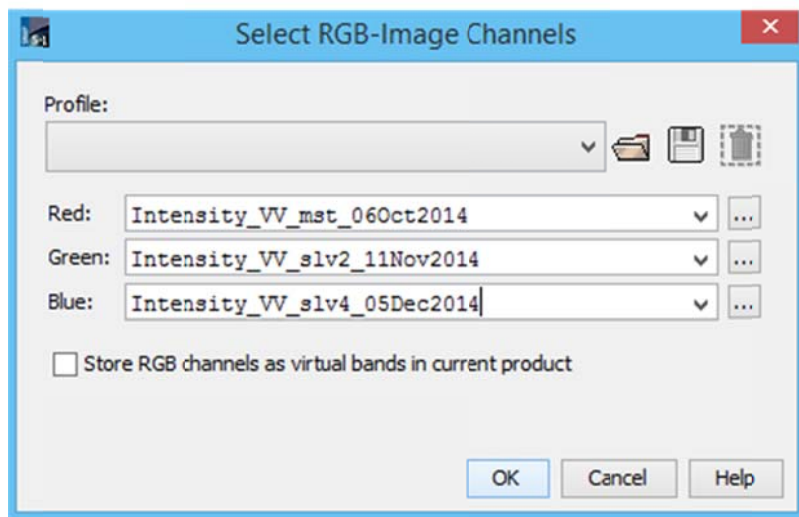 Select RGB-Image Channels
Profile:
Red: Intensity_VV_mst_06Oct2014 ...
Green: Intensity_VV_slv2_11Nov2014 ...
Blue: Intensity_VV_slv4_05Dec2014 ...
Store RGB channels as virtual bands in current product
OK Cancel Help